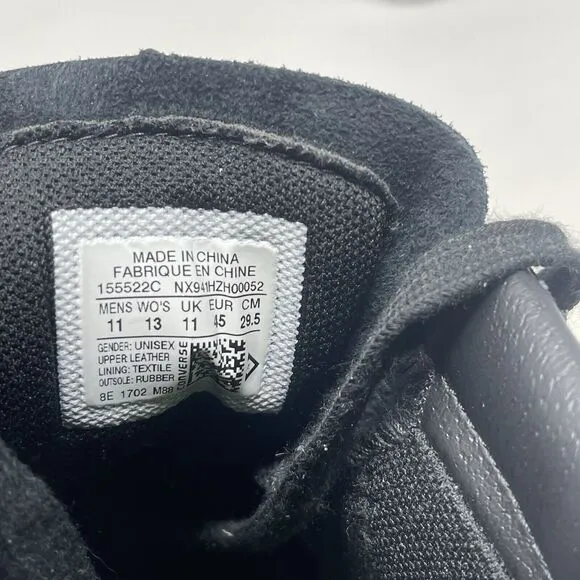 MADE IN CHINA
FABRIQUE EN CHINE
155522C NX941HZH00052
MENS WO'S UK EUR CM
11 13 11 45 29.5
GENDER: UNISEX
UPPER: LEATHER
LINING: TEXTILE
OUTSOLE: RUBBER
8E 1702 M88
CONVERSE